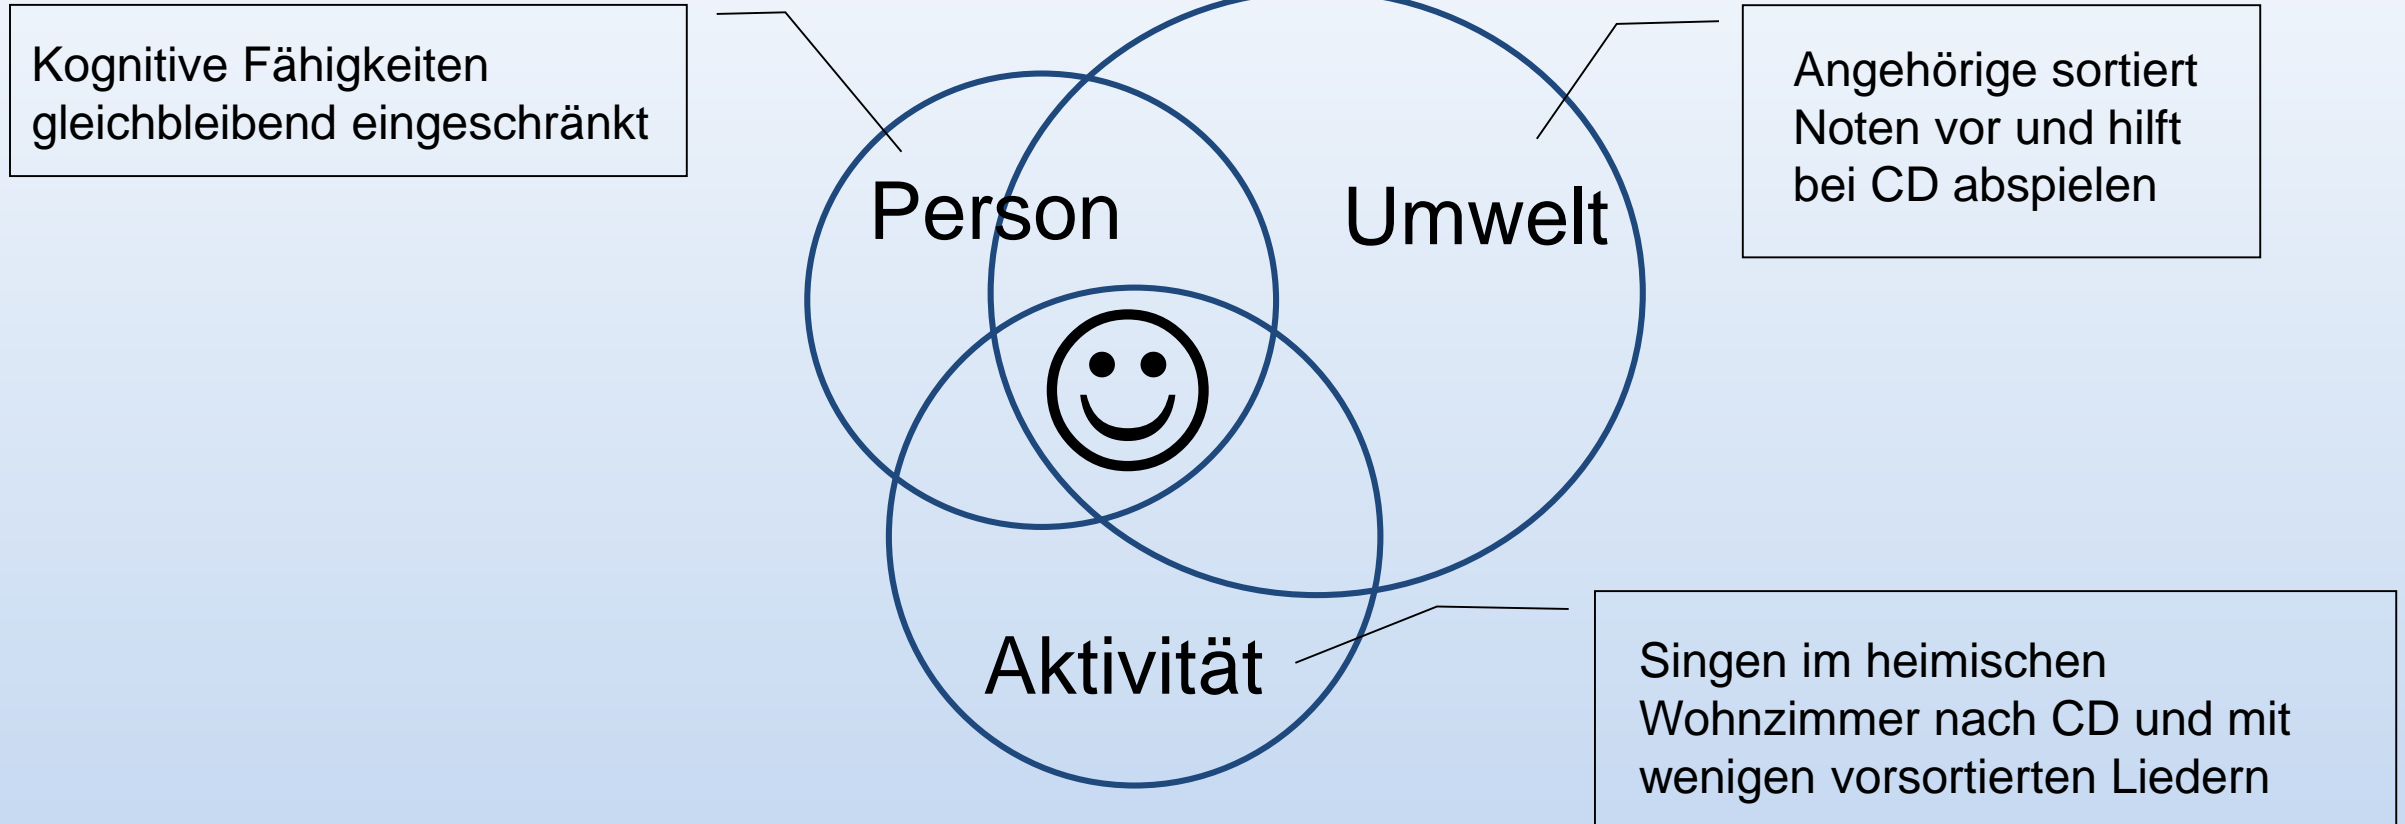 Kognitive Fähigkeiten
gleichbleibend eingeschränkt
Angehörige sortiert
Noten vor und hilft
bei CD abspielen
Person
Umwelt
Aktivität
Singen im heimischen
Wohnzimmer nach CD und mit
wenigen vorsortierten Liedern